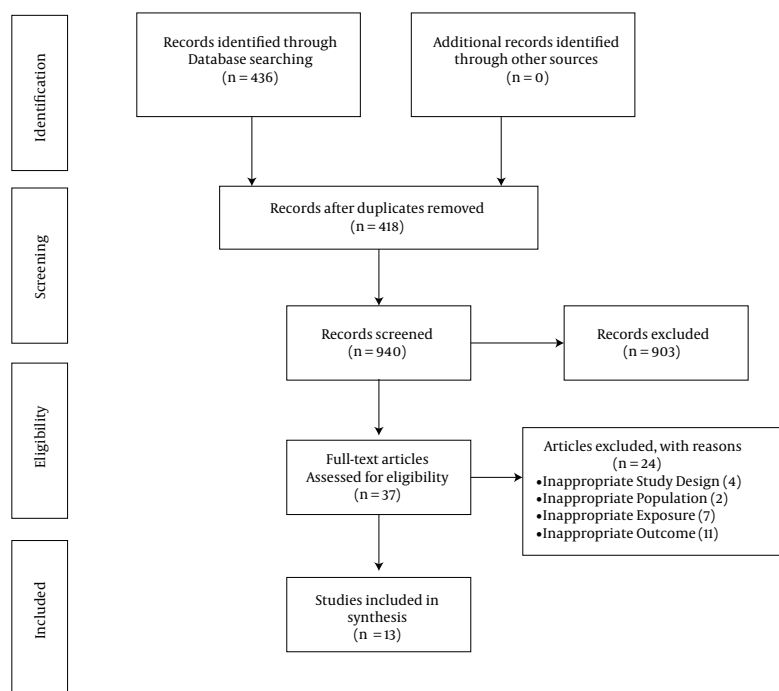 Identification
Records identified through
Database searching
(n = 436)
Additional records identified
through other sources
(n = 0)
Screening
Records after duplicates removed
(n = 418)
Records screened
(n = 940)
Records excluded
(n = 903)
Eligibility
Full-text articles
Assessed for eligibility
(n = 37)
Articles excluded, with reasons
(n = 24)
•Inappropriate Study Design (4)
•Inappropriate Population (2)
•Inappropriate Exposure (7)
•Inappropriate Outcome (11)
Included
Studies included in
synthesis
(n = 13)